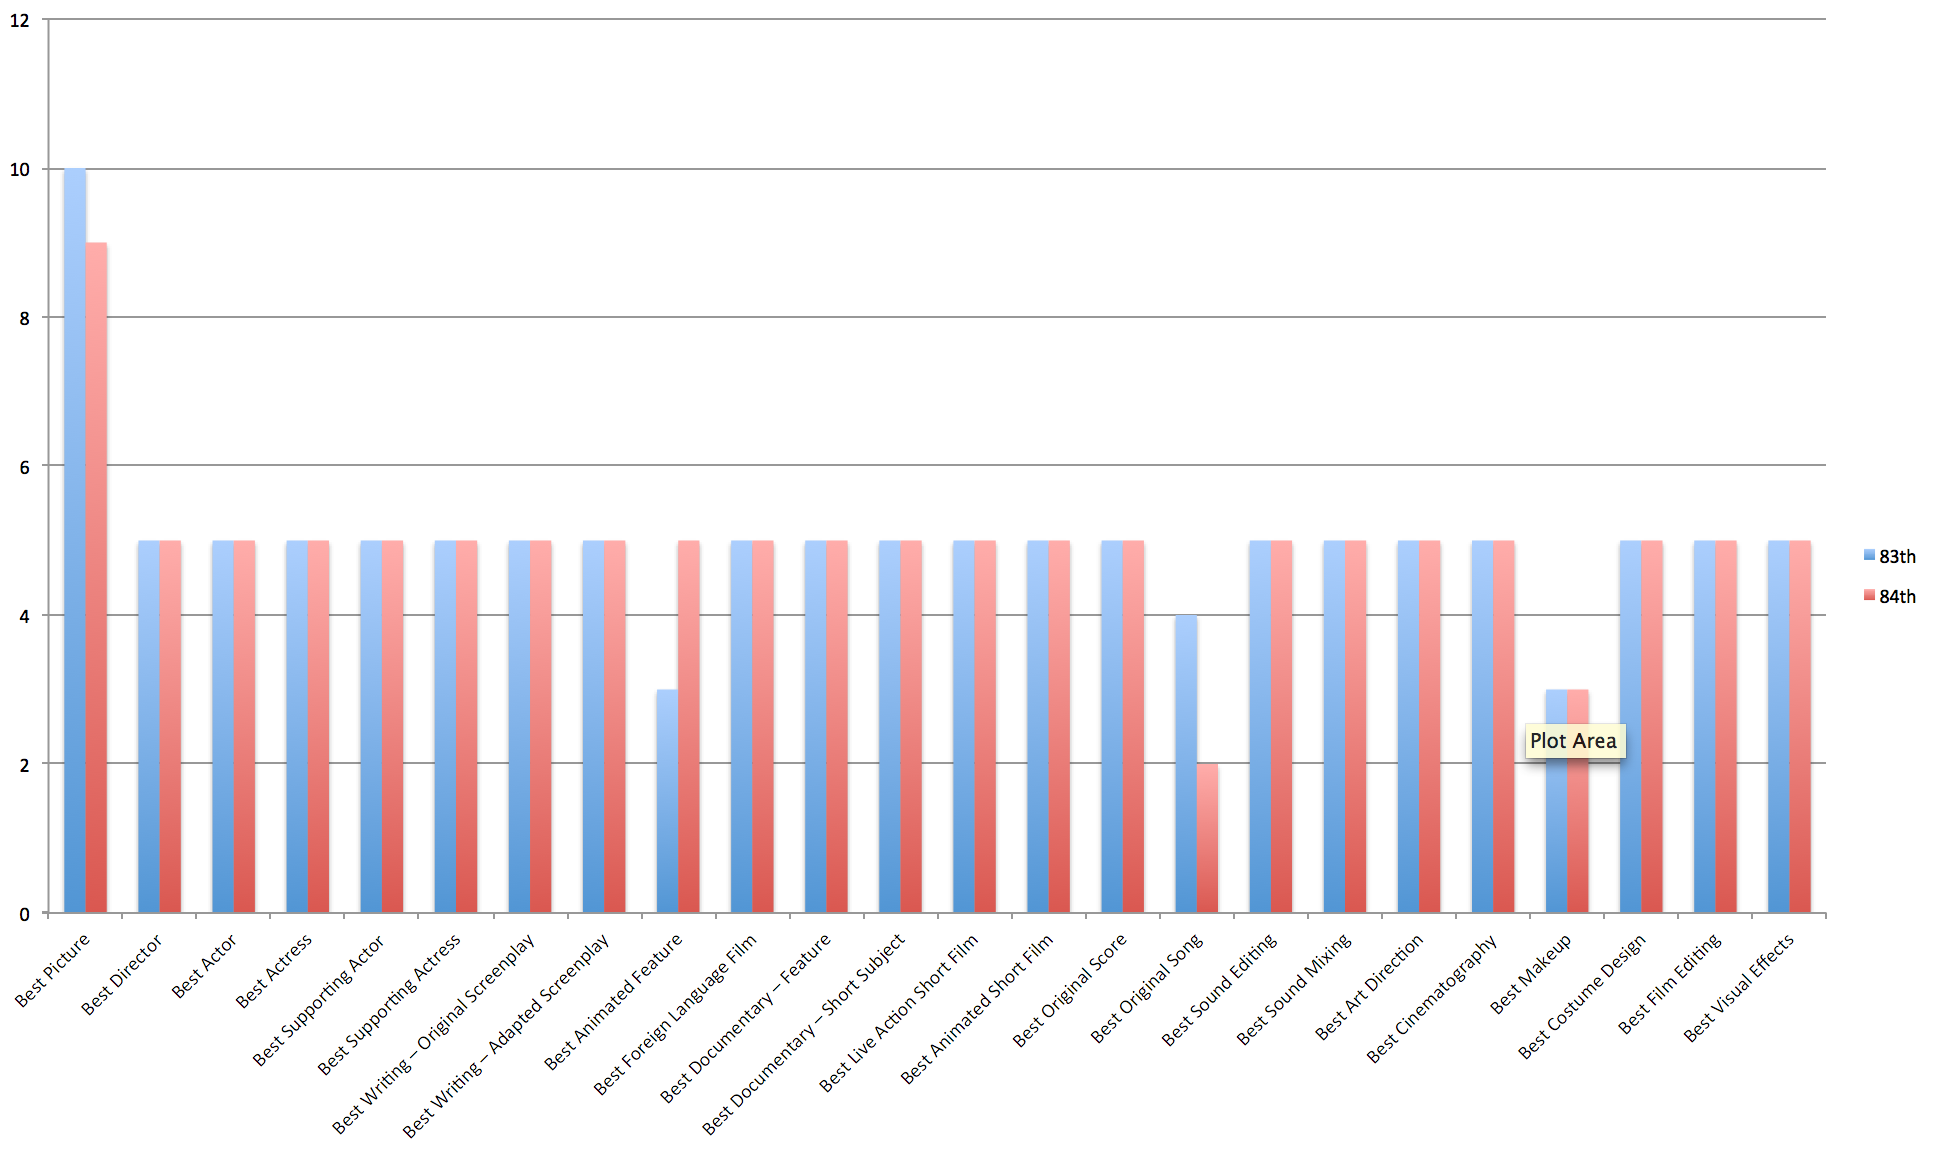 12
10
8
6
4
2
0
83th
84th
Plot Area
Best Picture
Best Director
Best Actor
Best Actress
Best Supporting Actor
Best Supporting Actress
Best Writing – Original Screenplay
Best Writing – Adapted Screenplay
Best Animated Feature
Best Foreign Language Film
Best Documentary – Feature
Best Documentary – Short Subject
Best Live Action Short Film
Best Animated Short Film
Best Original Score
Best Original Song
Best Sound Editing
Best Sound Mixing
Best Art Direction
Best Cinematography
Best Makeup
Best Costume Design
Best Film Editing
Best Visual Effects